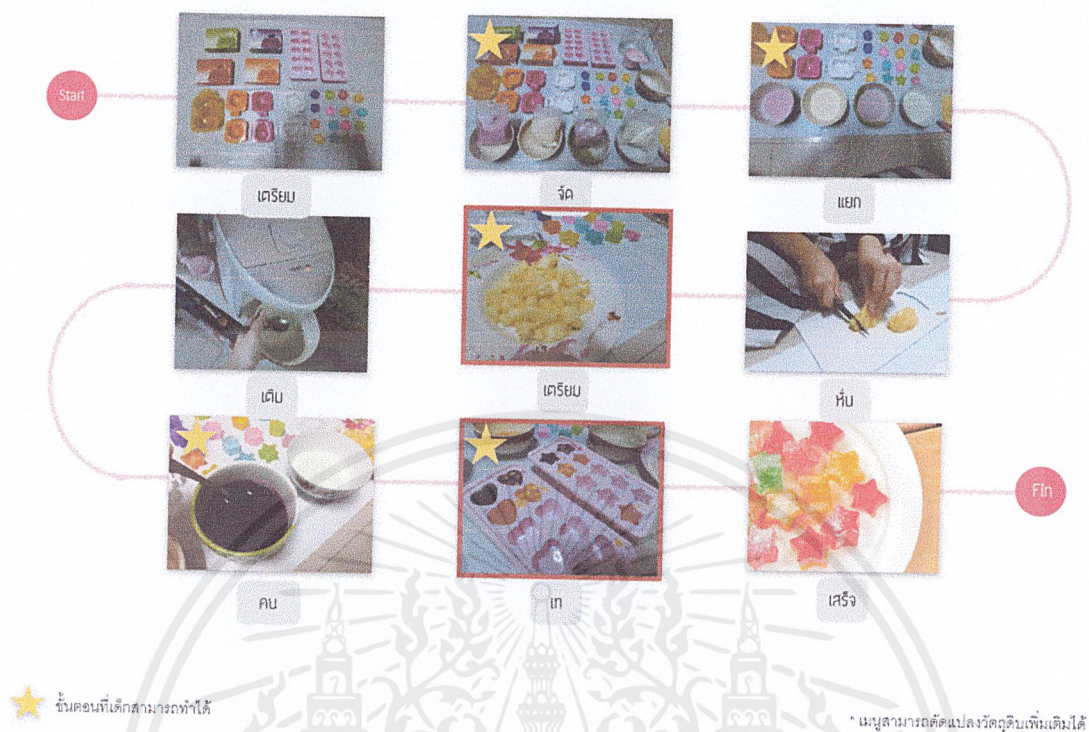 Start
เตรียม
จัด
แยก
หั่น
เตรียม
เติม
คน
เท
เสร็จ
Fin
ขั้นตอนที่เด็กสามารถทำได้
* เมนูสามารถดัดแปลงวัตถุดิบเพิ่มเติมได้